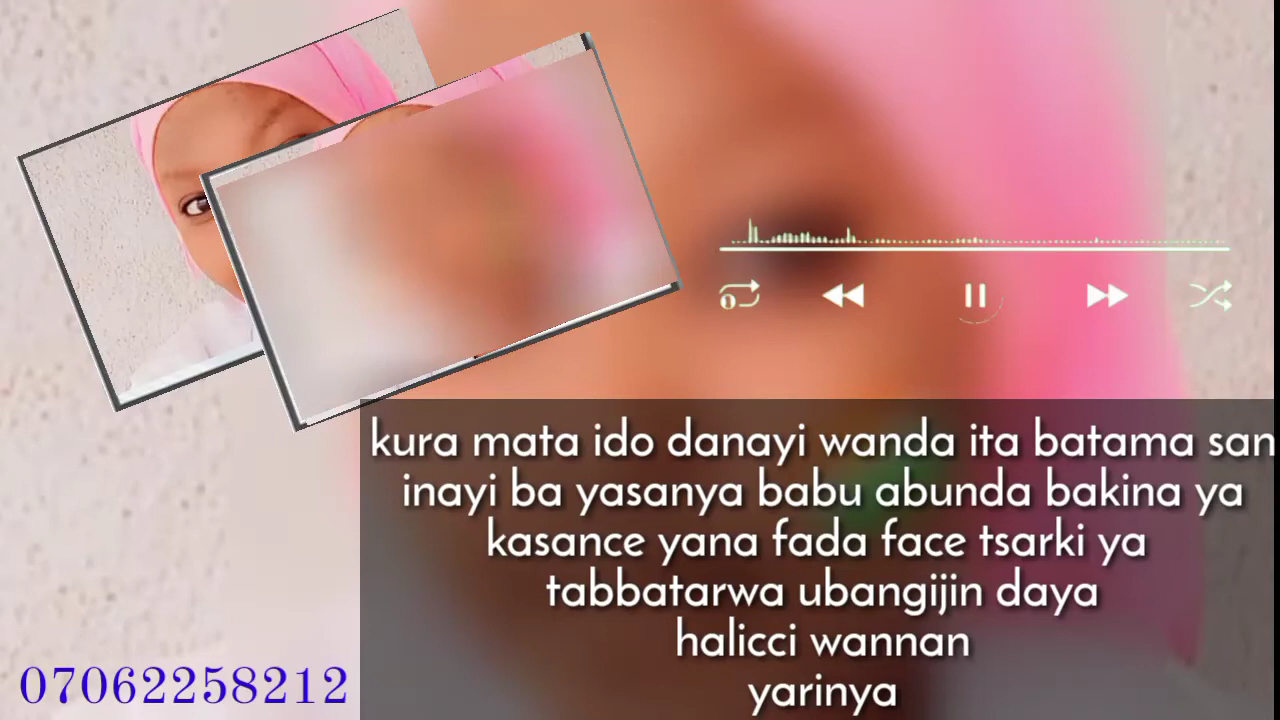 kura mata ido danayi wanda ita batama san
inayi ba yasanya babu abunda bakina ya
kasance yana fada face tsarki ya
tabbatarwa ubangijin daya
halicci wannan
yarinya
07062258212